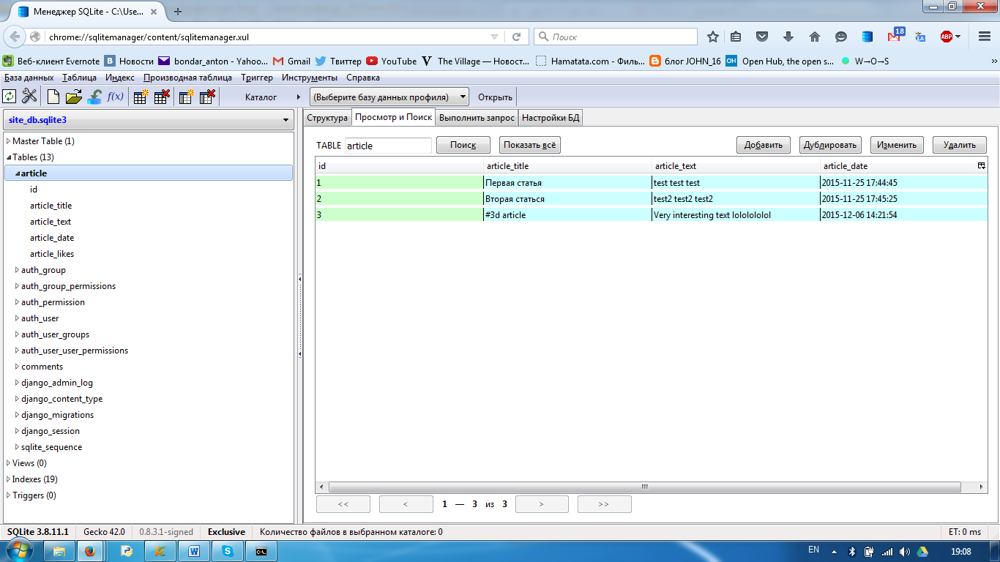 Менеджер SQLite - C:\Use...
chrome://sqlitemanager/content/sqlitemanager.xul
Поиск
18
ABP
Веб-клиент Evernote
Новости
bondar_anton - Yahoo...
Gmail
Твиттер
YouTube
The Village — Новост...
Hamatata.com - Филь...
блог JOHN_16
OH
Open Hub, the open s...
W→O→S
База данных Таблица Индекс Производная таблица Триггер Инструменты Справка
f(x)
Каталог
(Выберите базу данных профиля)
Открыть
site_db.sqlite3
Master Table (1)
Tables (13)
article
id
article_title
article_text
article_date
article_likes
auth_group
auth_group_permissions
auth_permission
auth_user
auth_user_groups
auth_user_user_permissions
comments
django_admin_log
django_content_type
django_migrations
django_session
sqlite_sequence
Views (0)
Indexes (19)
Triggers (0)
Структура Просмотр и Поиск Выполнить запрос Настройки БД
TABLE article Поиск Показать всё Добавить Дублировать Изменить Удалить
id article_title article_text article_date
1 Первая статья test test test 2015-11-25 17:44:45
2 Вторая статься test2 test2 test2 2015-11-25 17:45:25
3 #3d article Very interesting text lolololol​ol 2015-12-06 14:21:54
<< < 1 — 3 из 3 > >>
SQLite 3.8.11.1 Gecko 42.0 0.8.3.1-signed Exclusive Количество файлов в выбранном каталоге: 0 ET: 0 ms
EN 19:08